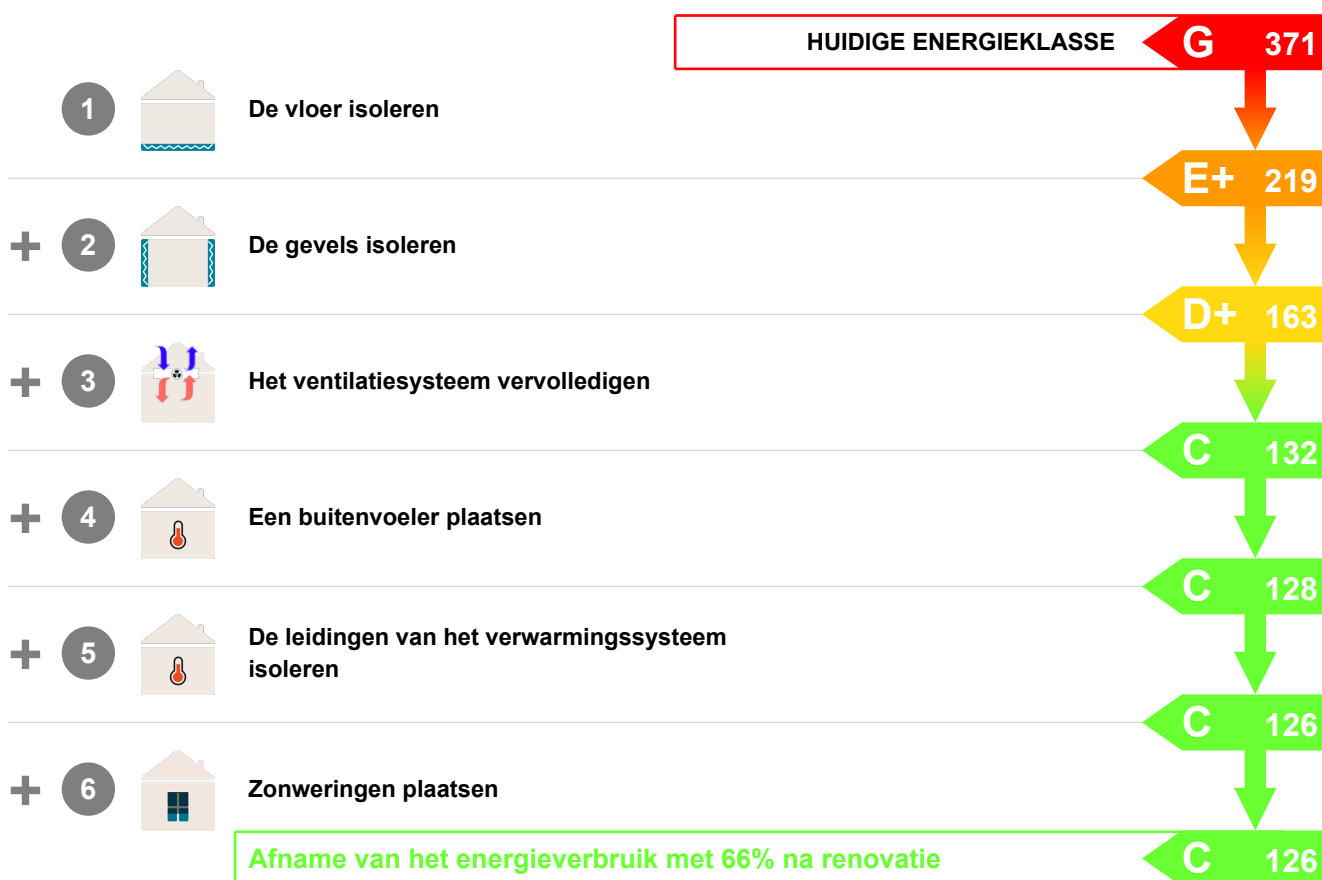 HUIDIGE ENERGIEKLASSE G 371
1 De vloer isoleren
E+ 219
+ 2 De gevels isoleren
D+ 163
+ 3 Het ventilatiesysteem vervolledigen
C 132
+ 4 Een buitenvoeler plaatsen
C 128
+ 5 De leidingen van het verwarmingssysteem
isoleren
C 126
+ 6 Zonweringen plaatsen
Afname van het energieverbruik met 66% na renovatie C 126